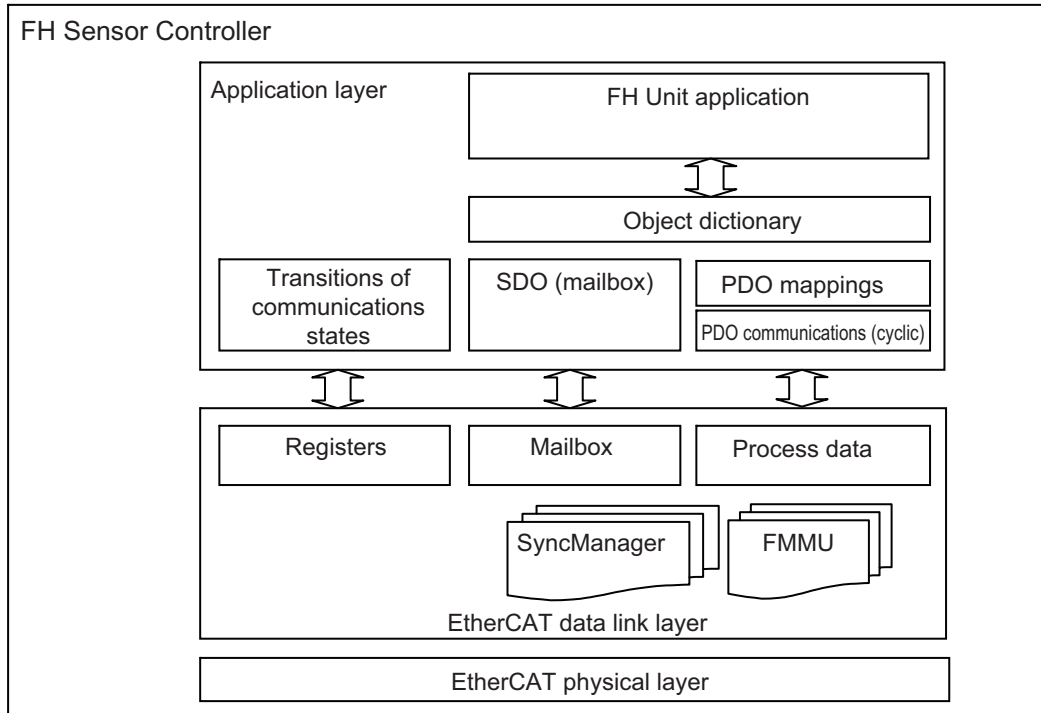 FH Sensor Controller
Application layer
FH Unit application
Object dictionary
Transitions of
communications
states
SDO (mailbox)
PDO mappings
PDO communications (cyclic)
Registers
Mailbox
Process data
SyncManager
FMMU
EtherCAT data link layer
EtherCAT physical layer